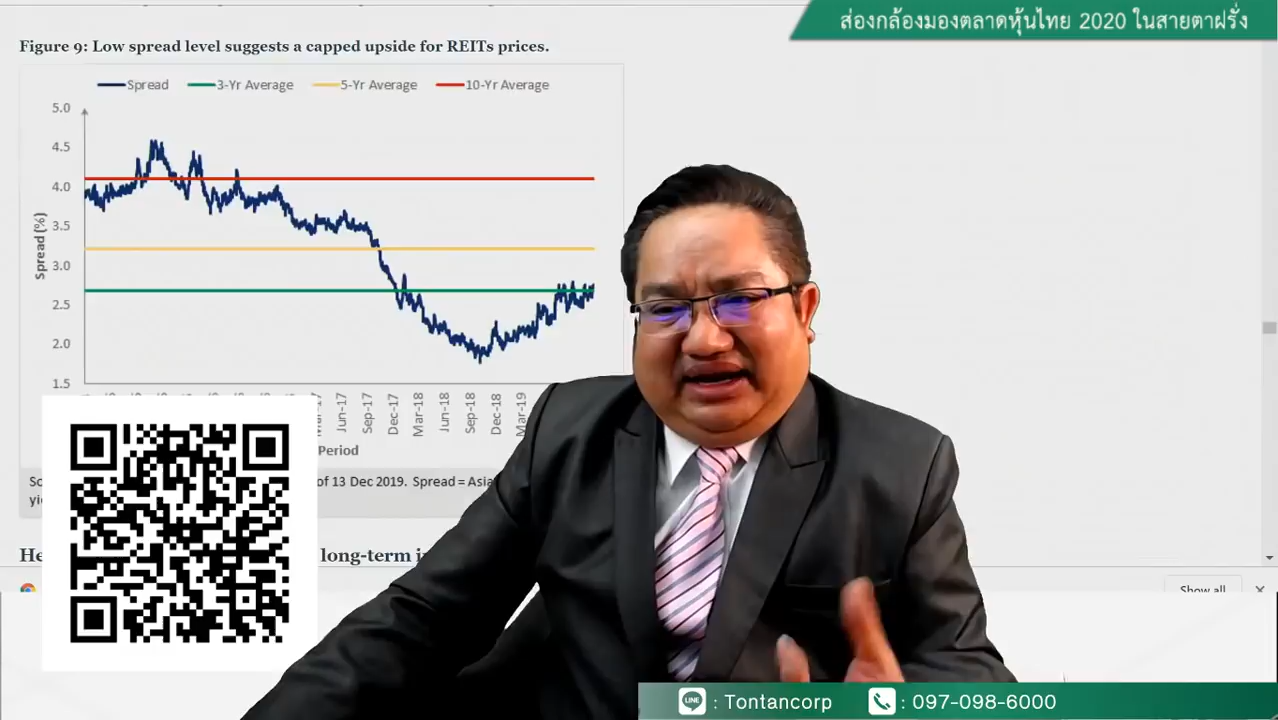 ส่องกล้องมองตลาดหุ้นไทย 2020 ในสายตาฝรั่ง
Figure 9: Low spread level suggests a capped upside for REITs prices.
Spread 3-Yr Average 5-Yr Average 10-Yr Average
5.0
4.5
4.0
3.5
3.0
2.5
2.0
1.5
Spread (%)
Jun-17 Sep-17 Dec-17 Mar-18 Jun-18 Sep-18 Dec-18 Mar-19
Period
of 13 Dec 2019. Spread = Asia
long-term
Show all
LINE : Tontancorp : 097-098-6000